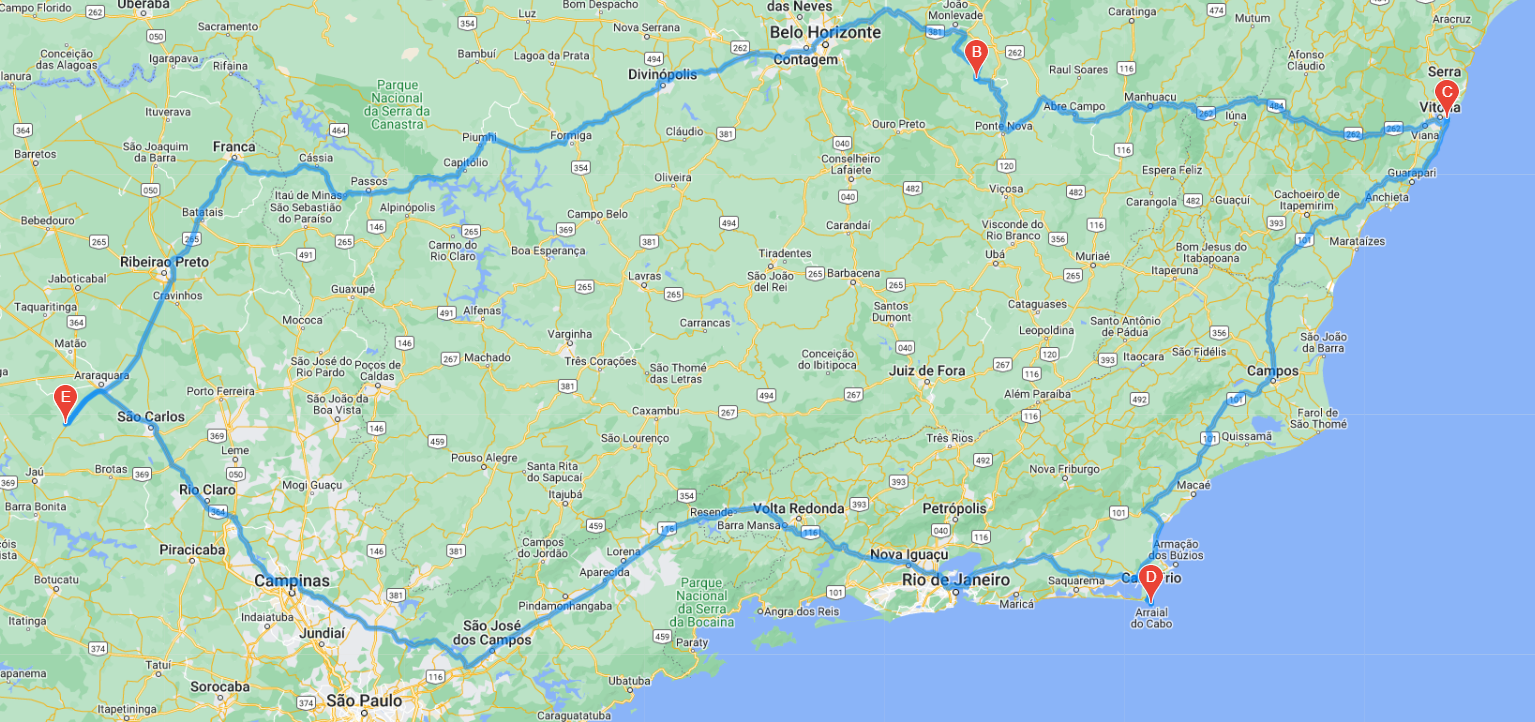 Campo Florido
262
Uberaba
Luz
Bom Despacho
das Neves
João
Monlevade
Caratinga
474
Mutum
Aracruz
050
Sacramento
354
Nova Serrana
Belo Horizonte
381
Conceição
das Alagoas
Igarapava
Rifaina
Bambuí
Lagoa da Prata
494
262
Contagem
B
262
Raul Soares
116
Afonso
Cláudio
Serra
Divinópolis
Parque
Nacional
da Serra da
Canastra
Abre Campo
Manhuaçu
262
Iúna
484
C
Vitória
Ituverava
364
464
Piumhi
Formiga
Cláudio
381
Ouro Preto
Ponte Nova
262
262
Viana
Barretos
São Joaquim
da Barra
Franca
Cássia
Capitólio
354
040
Conselheiro
Lafaiete
120
116
Espera Feliz
Guarapari
050
Passos
Oliveira
482
Viçosa
482
Carangola
482
Guaçuí
Cachoeiro de
Itapemirim
Anchieta
Itaú de Minas
São Sebastião
do Paraíso
Alpinópolis
040
Bebedouro
Batatais
146
265
Campo Belo
494
Carandaí
Visconde do
Rio Branco
116
393
265
265
265
Carmo do
Rio Claro
369
381
356
101
Marataízes
491
Boa Esperança
Ubá
Muriaé
Bom Jesus do
Itabapoana
Ribeirao Preto
Tiradentes
São João
del Rei
265
Barbacena
265
265
Itaperuna
Jaboticabal
Lavras
Cravinhos
Guaxupé
265
265
Taquaritinga
491
Alfenas
Santos
Dumont
Cataguases
364
Mococa
Carrancas
Leopoldina
Santo Antônio
de Pádua
356
São João
da Barra
Matão
146
Varginha
040
120
267
Machado
Três Corações
Conceição
do Ibitipoca
267
393
Itaocara
São Fidélis
São José do
Rio Pardo
Poços de
Caldas
São Thomé
das Letras
116
Araraquara
Juiz de Fora
Campos
E
Porto Ferreira
381
494
267
Além Paraíba
492
101
São Carlos
São João da
Boa Vista
Caxambu
267
116
Farol de
São Thomé
369
146
459
São Lourenço
Três Rios
101
Quissamã
Leme
Pouso Alegre
492
Jaú
Brotas
369
050
Santa Rita
do Sapucaí
Nova Friburgo
369
Rio Claro
Mogi Guaçu
393
Macaé
Barra Bonita
364
Itajubá
354
Resende
Volta Redonda
393
Petrópolis
101
459
116
Barra Mansa
116
040
116
Piracicaba
146
381
Campos
do Jordão
Lorena
Nova Iguaçu
Armação
dos Búzios
Botucatu
Campinas
Aparecida
Parque
Nacional
da Serra
da Bocaina
Rio de Janeiro
Saquarema
D
381
Pindamonhangaba
101
Maricá
Itatinga
Indaiatuba
Angra dos Reis
Arraial
do Cabo
Jundiaí
São José
dos Campos
459
Paraty
374
Tatuí
116
Sorocaba
Ubatuba
374
São Paulo
Itapetininga
Caraguatatuba